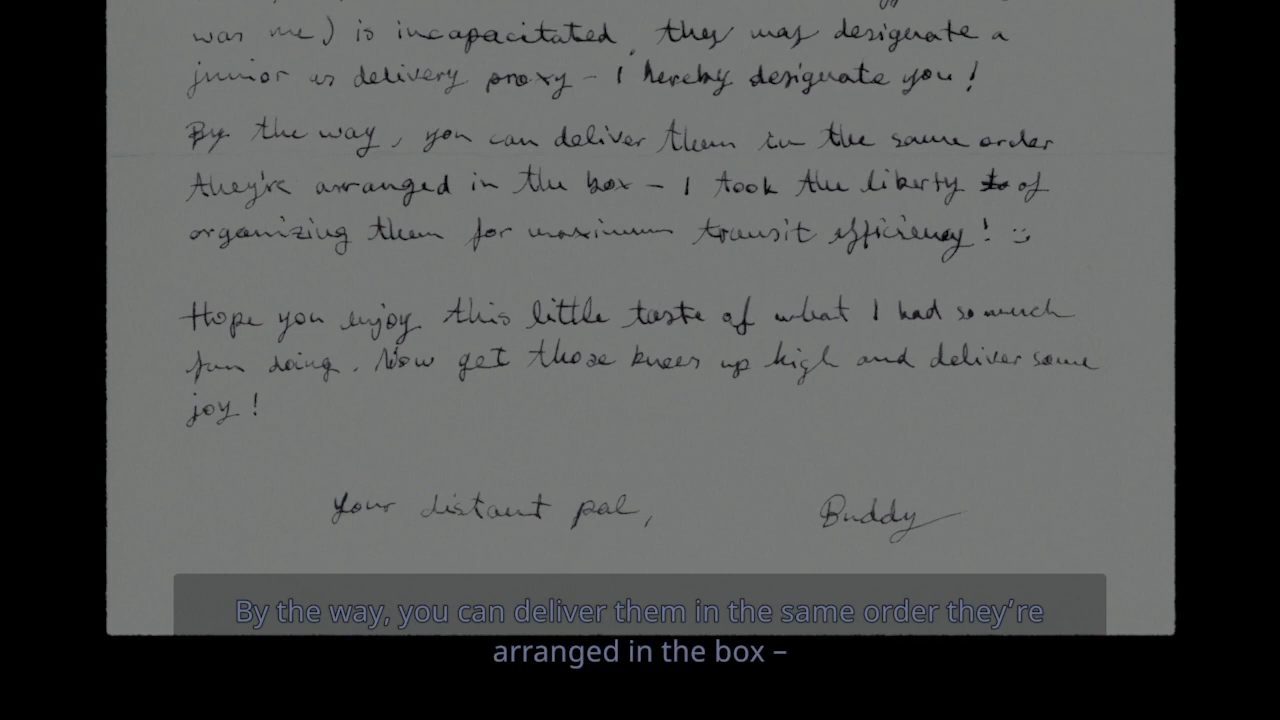 was me) is incapacitated, they may designate a
junior as delivery proxy – I hereby designate you!
By the way, you can deliver them in the same order
they're arranged in the box – I took the liberty to of
organizing them for maximum transit efficiency! :)
Hope you enjoy this little taste of what I had so much
fun doing. Now get those knees up high and deliver some
joy!
Your distant pal, Buddy
By the way, you can deliver them in the same order they’re
arranged in the box –